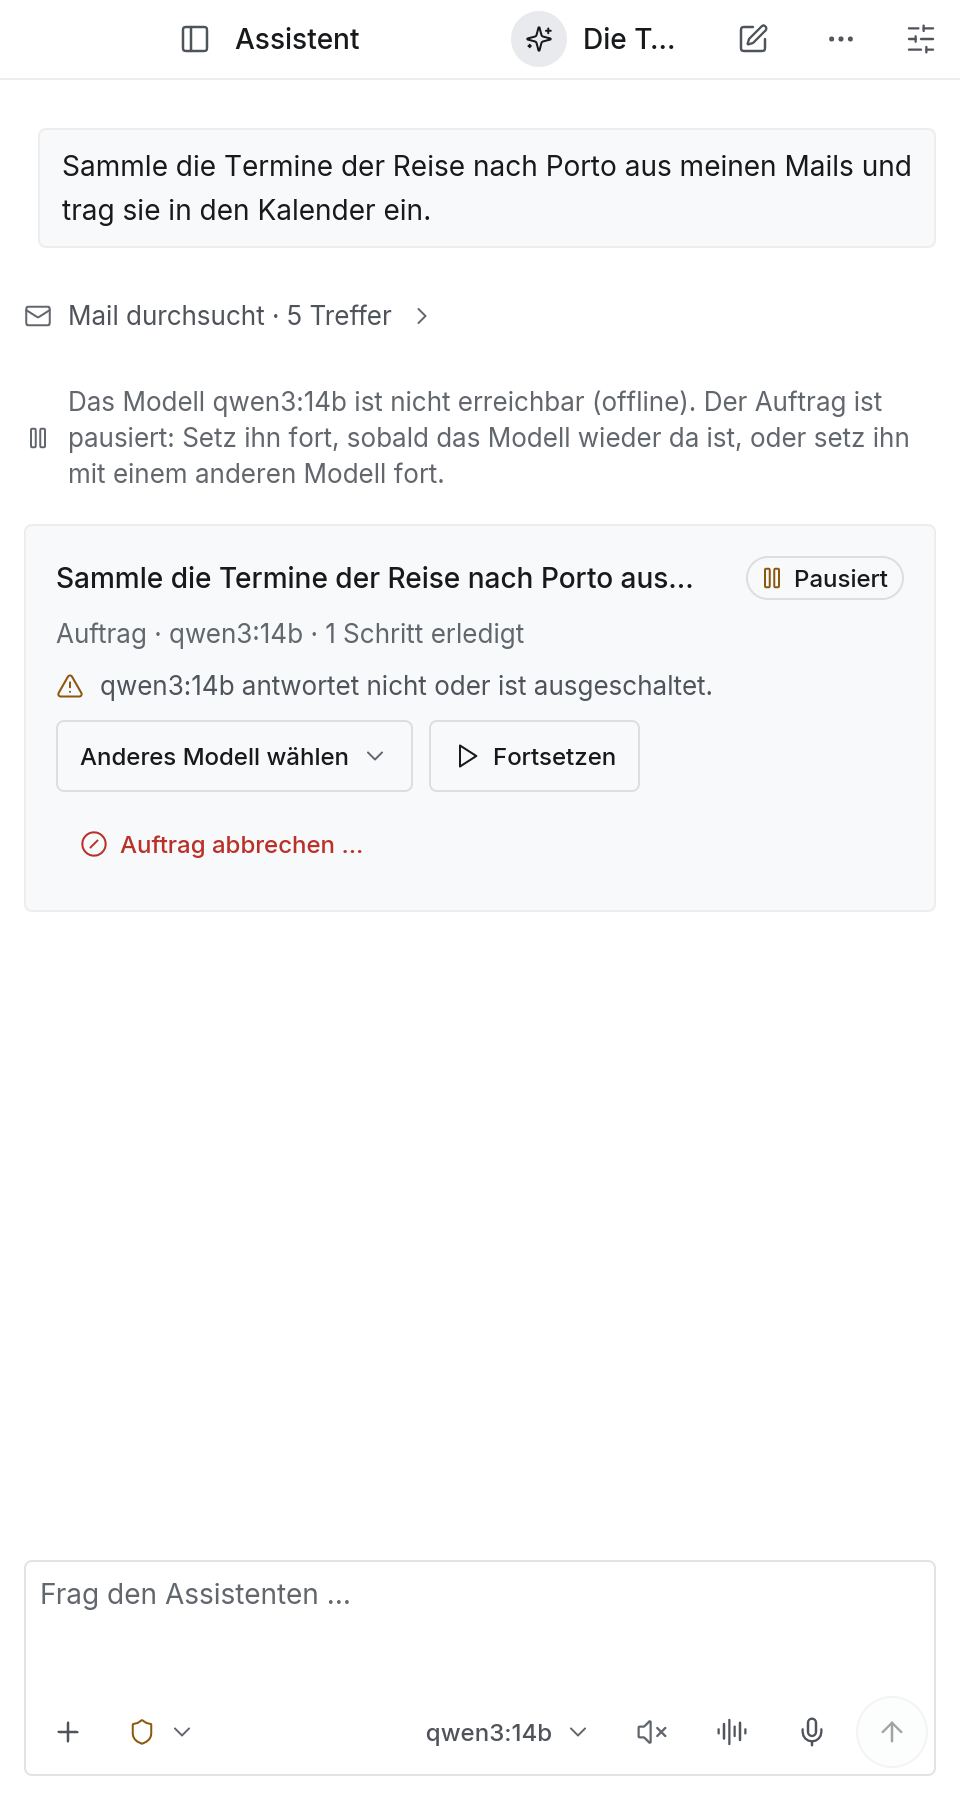 Assistent
Die T...
Sammle die Termine der Reise nach Porto aus meinen Mails und
trag sie in den Kalender ein.
Mail durchsucht · 5 Treffer
Das Modell qwen3:14b ist nicht erreichbar (offline). Der Auftrag ist
pausiert: Setz ihn fort, sobald das Modell wieder da ist, oder setz ihn
mit einem anderen Modell fort.
Sammle die Termine der Reise nach Porto aus...
Pausiert
Auftrag · qwen3:14b · 1 Schritt erledigt
qwen3:14b antwortet nicht oder ist ausgeschaltet.
Anderes Modell wählen
Fortsetzen
Auftrag abbrechen ...
Frag den Assistenten ...
qwen3:14b